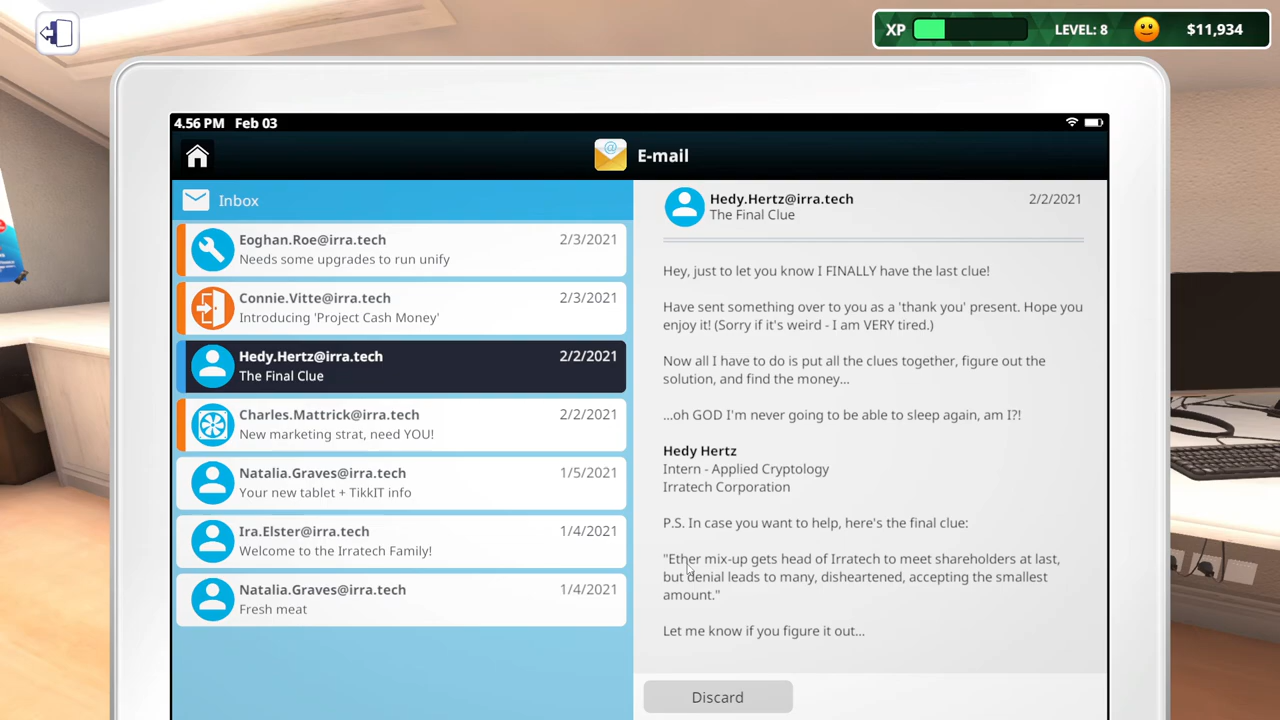 XP
LEVEL: 8
$11,934
4.56 PM Feb 03
E-mail
Inbox
Eoghan.Roe@irra.tech 2/3/2021
Needs some upgrades to run unify
Connie.Vitte@irra.tech 2/3/2021
Introducing 'Project Cash Money'
Hedy.Hertz@irra.tech 2/2/2021
The Final Clue
Charles.Mattrick@irra.tech 2/2/2021
New marketing strat, need YOU!
Natalia.Graves@irra.tech 1/5/2021
Your new tablet + TikkIT info
Ira.Elster@irra.tech 1/4/2021
Welcome to the Irratech Family!
Natalia.Graves@irra.tech 1/4/2021
Fresh meat
Hedy.Hertz@irra.tech 2/2/2021
The Final Clue
Hey, just to let you know I FINALLY have the last clue!
Have sent something over to you as a 'thank you' present. Hope you
enjoy it! (Sorry if it's weird - I am VERY tired.)
Now all I have to do is put all the clues together, figure out the
solution, and find the money...
...oh GOD I'm never going to be able to sleep again, am I?!
Hedy Hertz
Intern - Applied Cryptology
Irratech Corporation
P.S. In case you want to help, here's the final clue:
"Ether mix-up gets head of Irratech to meet shareholders at last,
but denial leads to many, disheartened, accepting the smallest
amount."
Let me know if you figure it out...
Discard